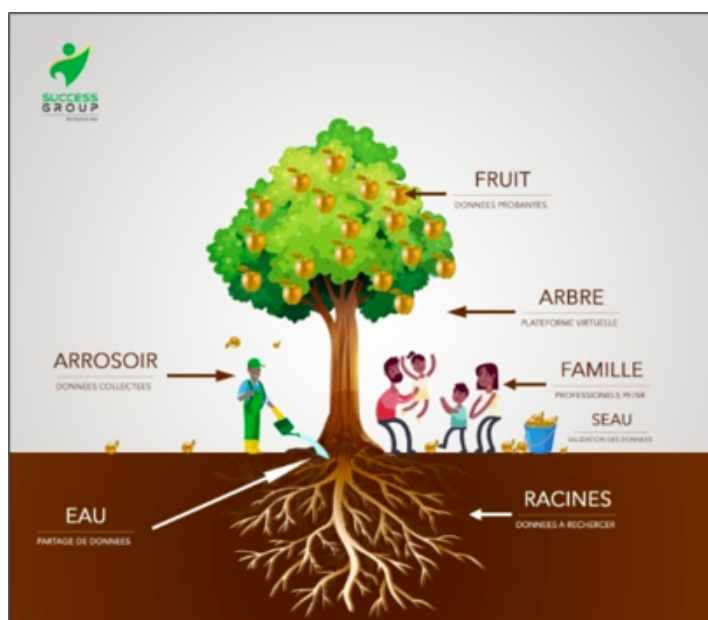 SUCCESS
GROUP
FRUIT
DONNEES PROBANTES
ARBRE
PLATEFORME VIRTUELLE
ARROSOIR
DONNEES COLLECTEES
FAMILLE
PROFESSIONELS PF/SR
SEAU
VALIDATION DES DONNEES
EAU
PARTAGE DE DONNEES
RACINES
DONNEES A RECHERCER